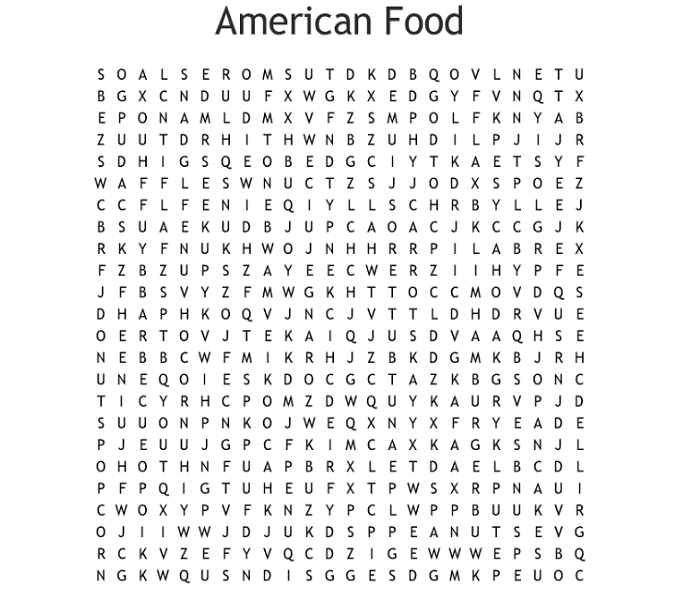 American Food
S O A L S E R O M S U T D K D B Q O V L N E T U
B G X C N D U U F X W G K X E D G Y F V N Q T X
E P O N A M L D M X V F Z S M P O L F K N Y A B
Z U U T D R H I T H W N B Z U H D I L P J I J R
S D H I G S Q E O B E D G C I Y T K A E T S Y F
W A F F L E S W N U C T Z S J J O D X S P O E Z
C C F L F E N I E Q I Y L L S C H R B Y L L E J
B S U A E K U D B J U P C A O A C J K C C G J K
R K Y F N U K H W O J N H H R R P I L A B R E X
F Z B Z U P S Z A Y E E C W E R Z I I H Y P F E
J F B S V Y Z F M W G K H T T O C C M O V D Q S
D H A P H K O Q V J N C J V T T L D H D R V U E
O E R T O V J T E K A I Q J U S D V A A Q H S E
N E B B C W F M I K R H J Z B K D G M K B J R H
U N E Q O I E S K D O C G C T A Z K B G S O N C
T I C Y R H C P O M Z D W Q U Y K A U R V P J D
S U U O N P N K O J W E Q X N Y X F R Y E A D E
P J E U U J G P C F K I M C A X K A G K S N J L
O H O T H N F U A P B R X L E T D A E L B C D L
P F P Q I G T U H E U F X T P W S X R P N A U I
C W O X Y P V F K N Z Y P C L W P P B U U K V R
O J I I W W J D J U K D S P P E A N U T S E V G
R C K V Z E F Y V Q C D Z I G E W W W E P S B Q
N G K W Q U S N D I S G G E S D G M K P E U O C